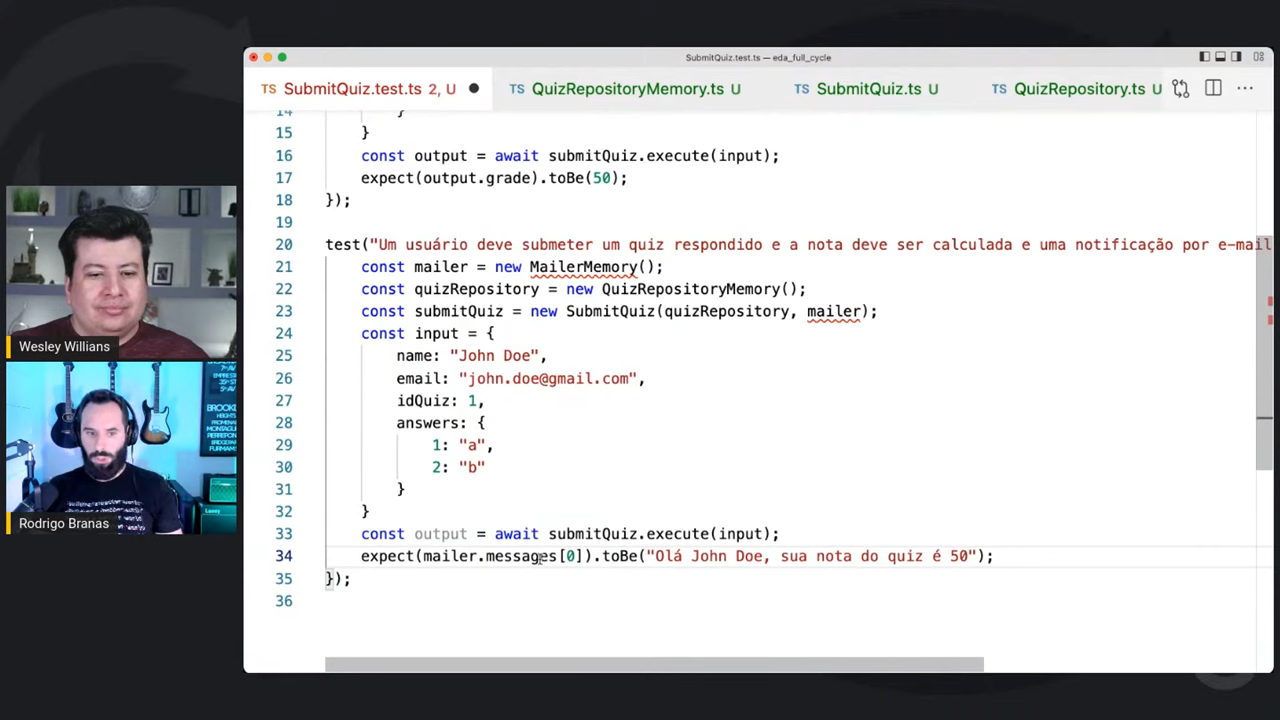 SubmitQuiz.test.ts — eda_full_cycle
TS SubmitQuiz.test.ts 2, U TS QuizRepositoryMemory.ts U TS SubmitQuiz.ts U TS QuizRepository.ts U
14 }
15 }
16 const output = await submitQuiz.execute(input);
17 expect(output.grade).toBe(50);
18 });
19
20 test("Um usuário deve submeter um quiz respondido e a nota deve ser calculada e uma notificação por e-mail
21 const mailer = new MailerMemory();
22 const quizRepository = new QuizRepositoryMemory();
23 const submitQuiz = new SubmitQuiz(quizRepository, mailer);
24 const input = {
25 name: "John Doe",
26 email: "john.doe@gmail.com",
27 idQuiz: 1,
28 answers: {
29 1: "a",
30 2: "b"
31 }
32 }
33 const output = await submitQuiz.execute(input);
34 expect(mailer.messages[0]).toBe("Olá John Doe, sua nota do quiz é 50");
35 });
36
Wesley Willians
BROOKL
Rodrigo Branas